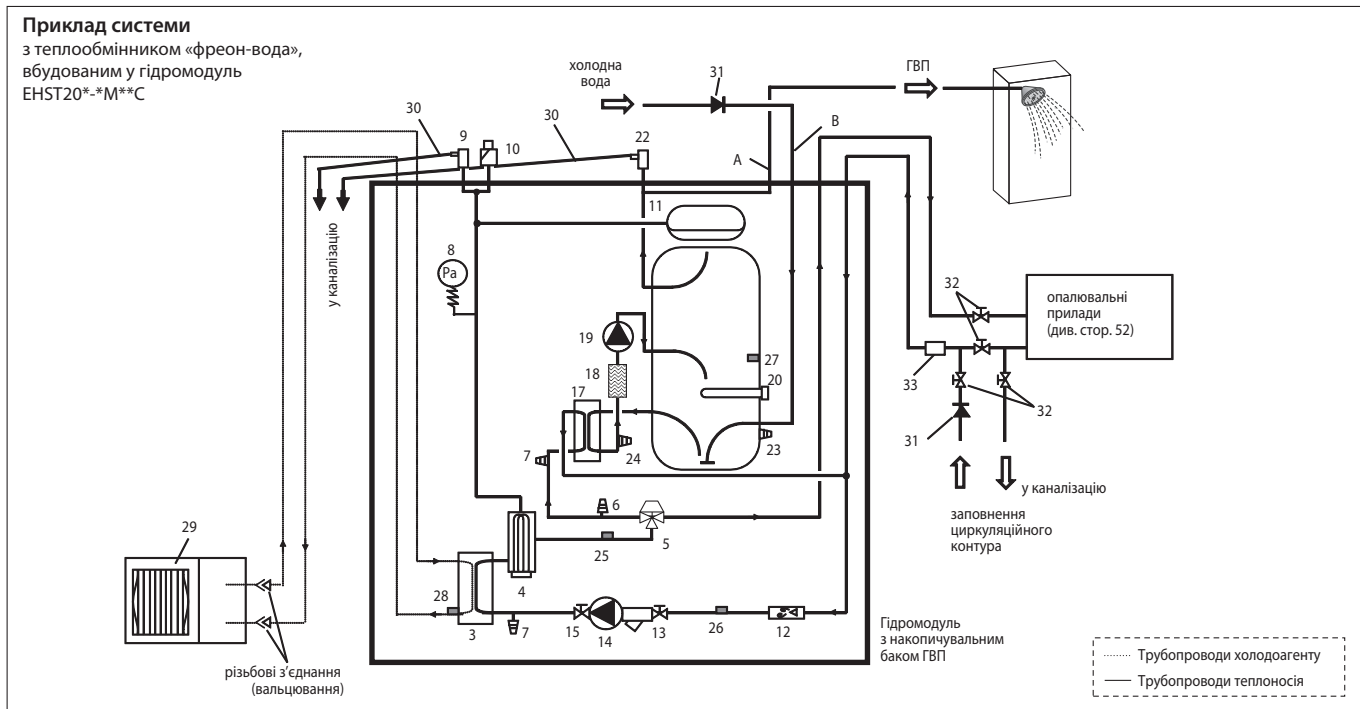 Приклад системи
з теплообмінником «фреон-вода»,
вбудованим у гідромодуль
EHST20*-*M**C
холодна
вода
31
ГВП
30
9
10
30
22
A
B
у каналізацію
11
8
Pa
19
18
17
27
20
7
24
23
6
5
25
32
опалювальні
прилади
(див. стор. 52)
33
32
31
у каналізацію
заповнення
циркуляційного
контура
29
28
3
4
7
15
14
13
26
12
Гідромодуль
з накопичувальним
баком ГВП
різьбові з’єднання
(вальцювання)
Трубопроводи холодоагенту
Трубопроводи теплоносія